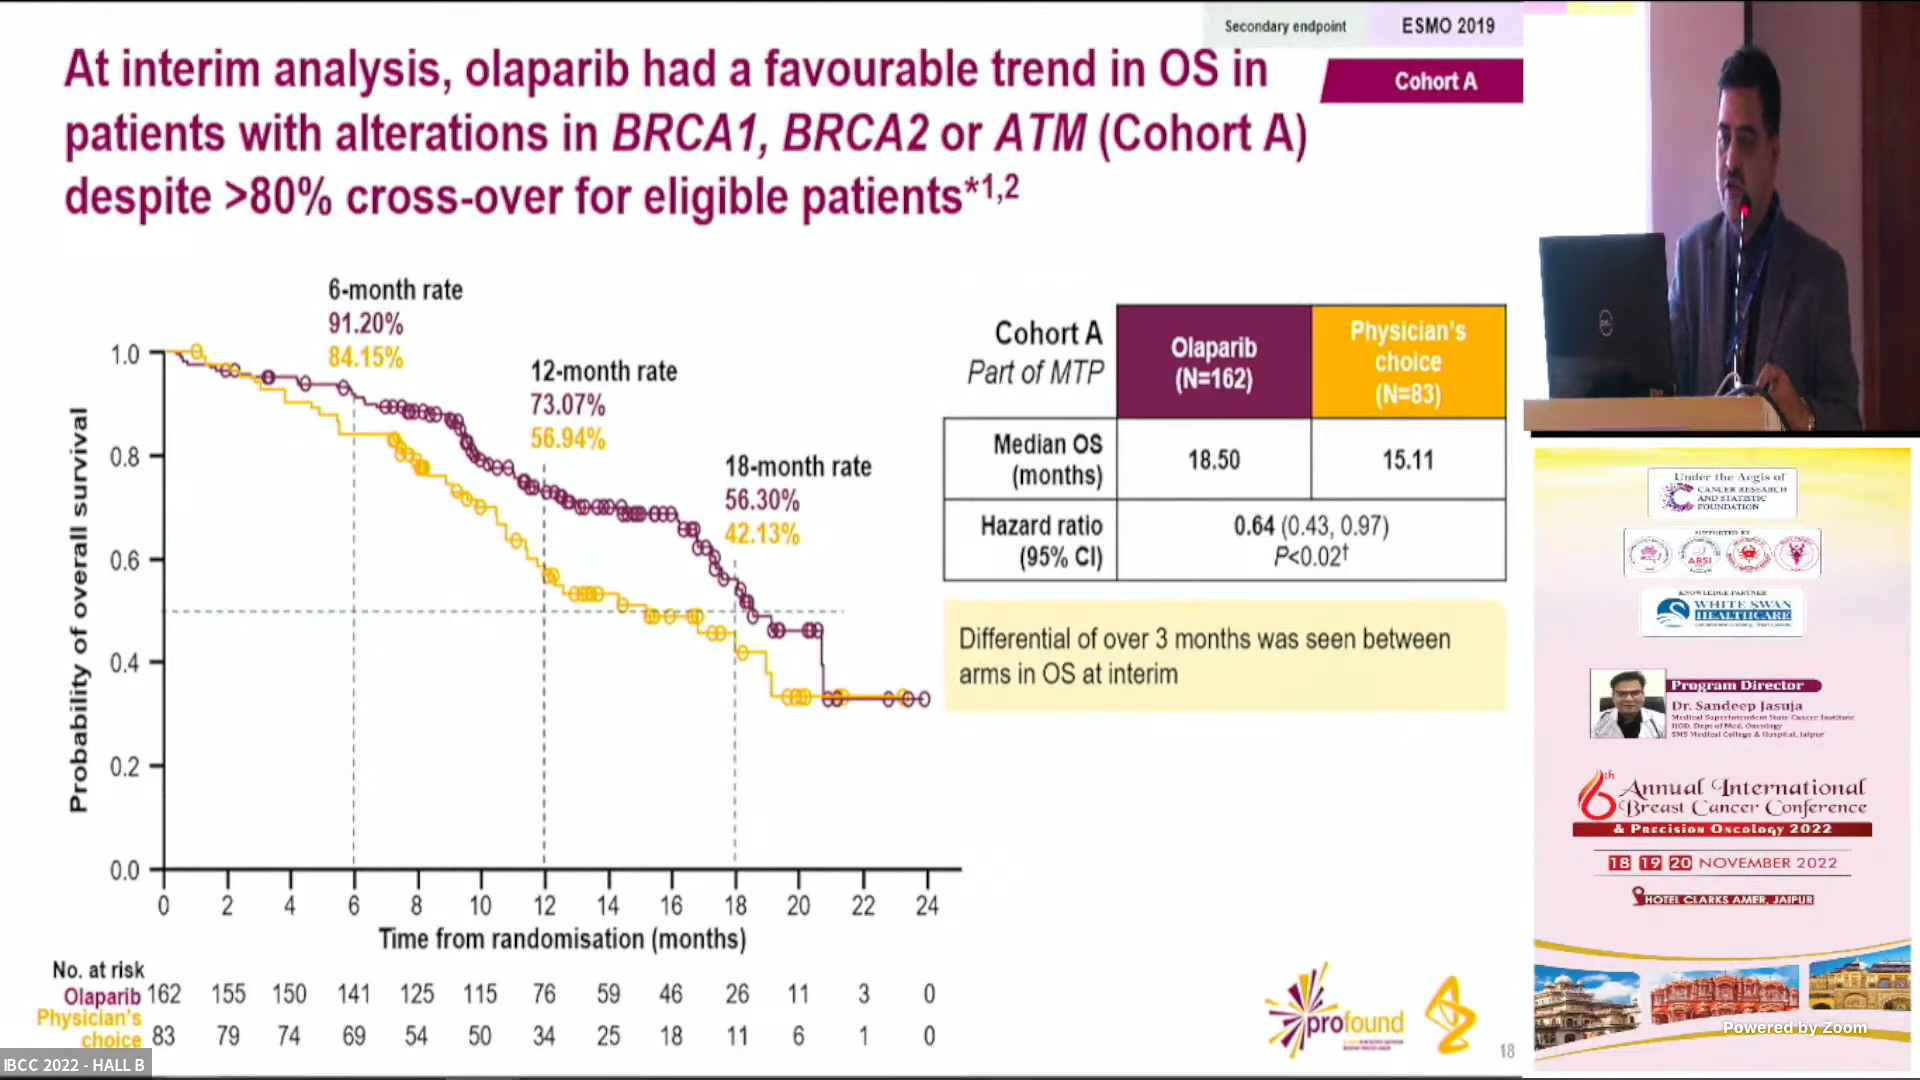 Secondary endpoint
ESMO 2019
Cohort A
At interim analysis, olaparib had a favourable trend in OS in
patients with alterations in BRCA1, BRCA2 or ATM (Cohort A)
despite >80% cross-over for eligible patients*1,2
6-month rate
91.20%
84.15%
12-month rate
73.07%
56.94%
18-month rate
56.30%
42.13%
Probability of overall survival
1.0
0.8
0.6
0.4
0.2
0.0
0 2 4 6 8 10 12 14 16 18 20 22 24
Time from randomisation (months)
No. at risk
Olaparib 162 155 150 141 125 115 76 59 46 26 11 3 0
Physician's
choice 83 79 74 69 54 50 34 25 18 11 6 1 0
Cohort A
Part of MTP
Olaparib
(N=162)
Physician's
choice
(N=83)
Median OS
(months)
18.50
15.11
Hazard ratio
(95% CI)
0.64 (0.43, 0.97)
P<0.02†
Differential of over 3 months was seen between
arms in OS at interim
profound
18
IBCC 2022 - HALL B
Under the Aegis of
CANCER RESEARCH
AND STATISTIC
FOUNDATION
SUPPORTED BY
ABSI
KNOWLEDGE PARTNER
WHITE SWAN
HEALTHCARE
Program Director
Dr. Sandeep Jasuja
Medical Superintendent State Cancer Institute
HOD, Dept of Med. Oncology
SMS Medical College & Hospital, Jaipur
6th Annual International
Breast Cancer Conference
& Precision Oncology 2022
18 19 20 NOVEMBER 2022
HOTEL CLARKS AMER, JAIPUR
Powered by Zoom